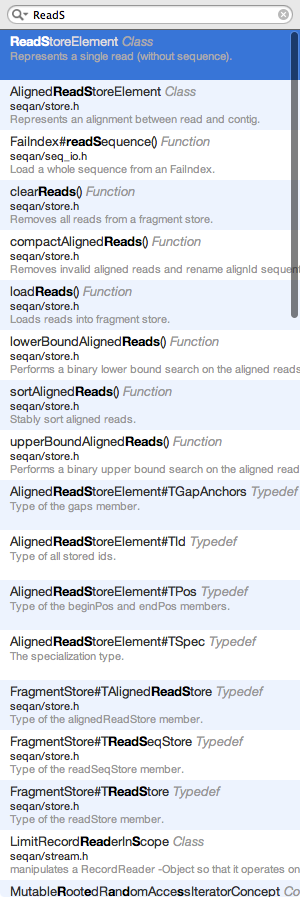 ReadS
ReadStoreElement Class
Represents a single read (without sequence).
AlignedReadStoreElement Class
seqan/store.h
Represents an alignment between read and contig.
FaiIndex#readSequence() Function
seqan/seq_io.h
Load a whole sequence from an FaiIndex.
clearReads() Function
seqan/store.h
Removes all reads from a fragment store.
compactAlignedReads() Function
seqan/store.h
Removes invalid aligned reads and rename alignId sequent
loadReads() Function
seqan/store.h
Loads reads into fragment store.
lowerBoundAlignedReads() Function
seqan/store.h
Performs a binary lower bound search on the aligned reads
sortAlignedReads() Function
seqan/store.h
Stably sort aligned reads.
upperBoundAlignedReads() Function
seqan/store.h
Performs a binary upper bound search on the aligned read
AlignedReadStoreElement#TGapAnchors Typedef
Type of the gaps member.
AlignedReadStoreElement#TId Typedef
Type of all stored ids.
AlignedReadStoreElement#TPos Typedef
Type of the beginPos and endPos members.
AlignedReadStoreElement#TSpec Typedef
The specialization type.
FragmentStore#TAlignedReadStore Typedef
seqan/store.h
Type of the alignedReadStore member.
FragmentStore#TReadSeqStore Typedef
seqan/store.h
Type of the readSeqStore member.
FragmentStore#TReadStore Typedef
seqan/store.h
Type of the readStore member.
LimitRecordReaderInScope Class
seqan/stream.h
manipulates a RecordReader -Object so that it operates on
MutableRootedRandomAccessIteratorConcept Co